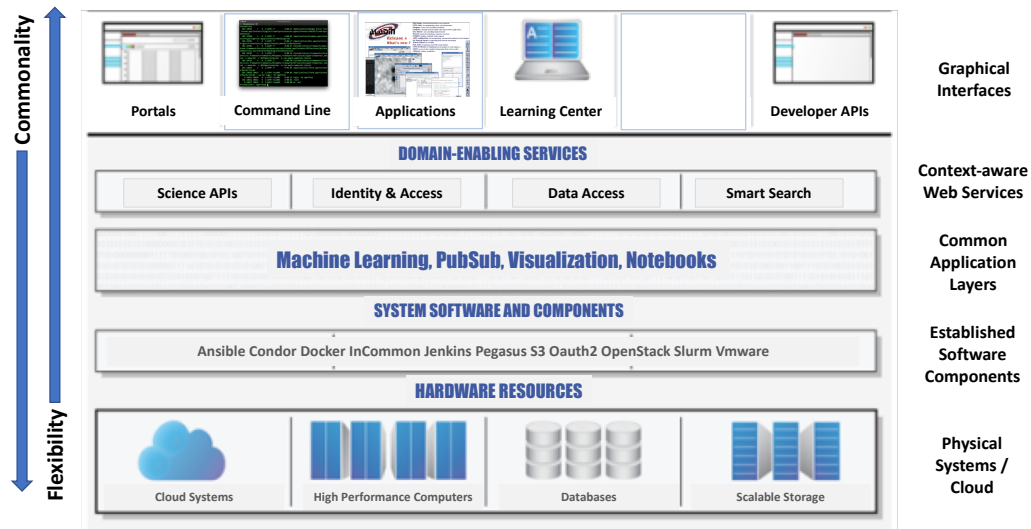 Commonality
Flexibility
Portals
Command Line
Applications
Learning Center
Developer APIs
Graphical
Interfaces
DOMAIN-ENABLING SERVICES
Science APIs
Identity & Access
Data Access
Smart Search
Context-aware
Web Services
Machine Learning, PubSub, Visualization, Notebooks
Common
Application
Layers
SYSTEM SOFTWARE AND COMPONENTS
Ansible Condor Docker InCommon Jenkins Pegasus S3 Oauth2 OpenStack Slurm Vmware
Established
Software
Components
HARDWARE RESOURCES
Cloud Systems
High Performance Computers
Databases
Scalable Storage
Physical
Systems /
Cloud